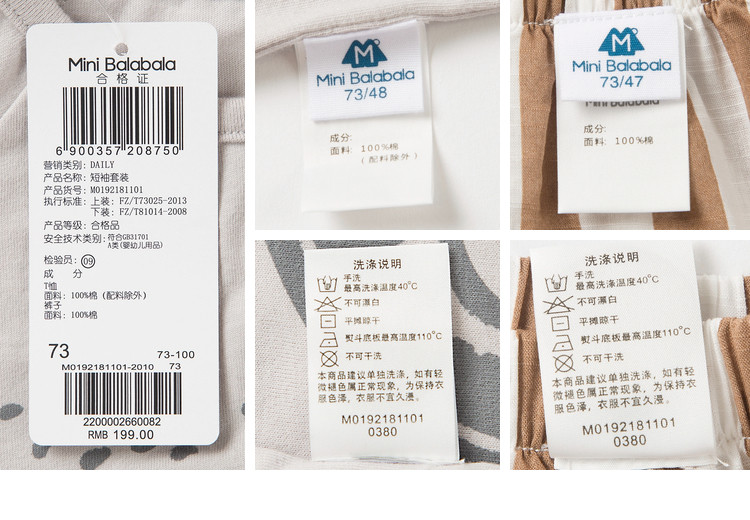 Mini Balabala
合格证
6 900357 208750
营销类别: DAILY
产品名称: 短袖套装
产品货号: M0192181101
执行标准: 上装: FZ/T73025-2013
下装: FZ/T81014-2008
产品等级: 合格品
安全技术类别: 符合GB31701
A类(婴幼儿用品)
检验员: 09
成 分
T恤
面料: 100%棉 (配料除外)
裤子
面料: 100%棉
73 73-100
M0192181101-2010 73
2200002660082
RMB 199.00
M
Mini Balabala
73/48
成分:
面料: 100%棉
(配料除外)
M
Mini Balabala
73/47
Mini Balabala
成分:
面料: 100%棉
洗涤说明
手洗
最高洗涤温度40°C
不可漂白
平摊晾干
熨斗底板最高温度110°C
不可干洗
本商品建议单独洗涤，如有轻
微褪色属正常现象，为保持衣
服色泽，衣服不宜久浸。
M0192181101
0380
洗涤说明
手洗
最高洗涤温度40°C
不可漂白
平摊晾干
熨斗底板最高温度110°C
不可干洗
本商品建议单独洗涤，如有轻
微褪色属正常现象，为保持衣
服色泽，衣服不宜久浸。
M0192181101
0380